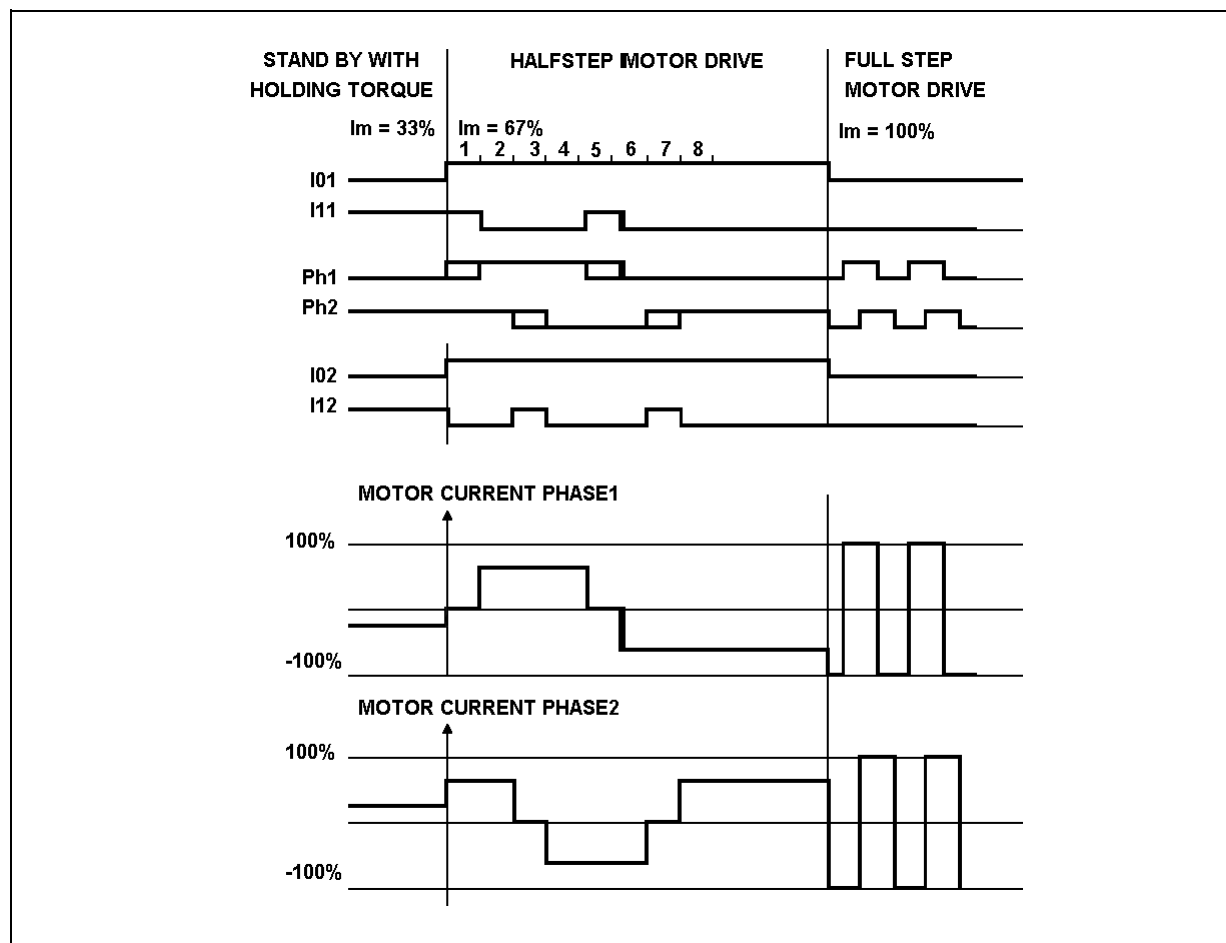 STAND BY WITH
HOLDING TORQUE
HALFSTEP MOTOR DRIVE
FULL STEP
MOTOR DRIVE
Im = 33%
Im = 67%
Im = 100%
1 2 3 4 5 6 7 8
I01
I11
Ph1
Ph2
I02
I12
MOTOR CURRENT PHASE1
100%
-100%
MOTOR CURRENT PHASE2
100%
-100%